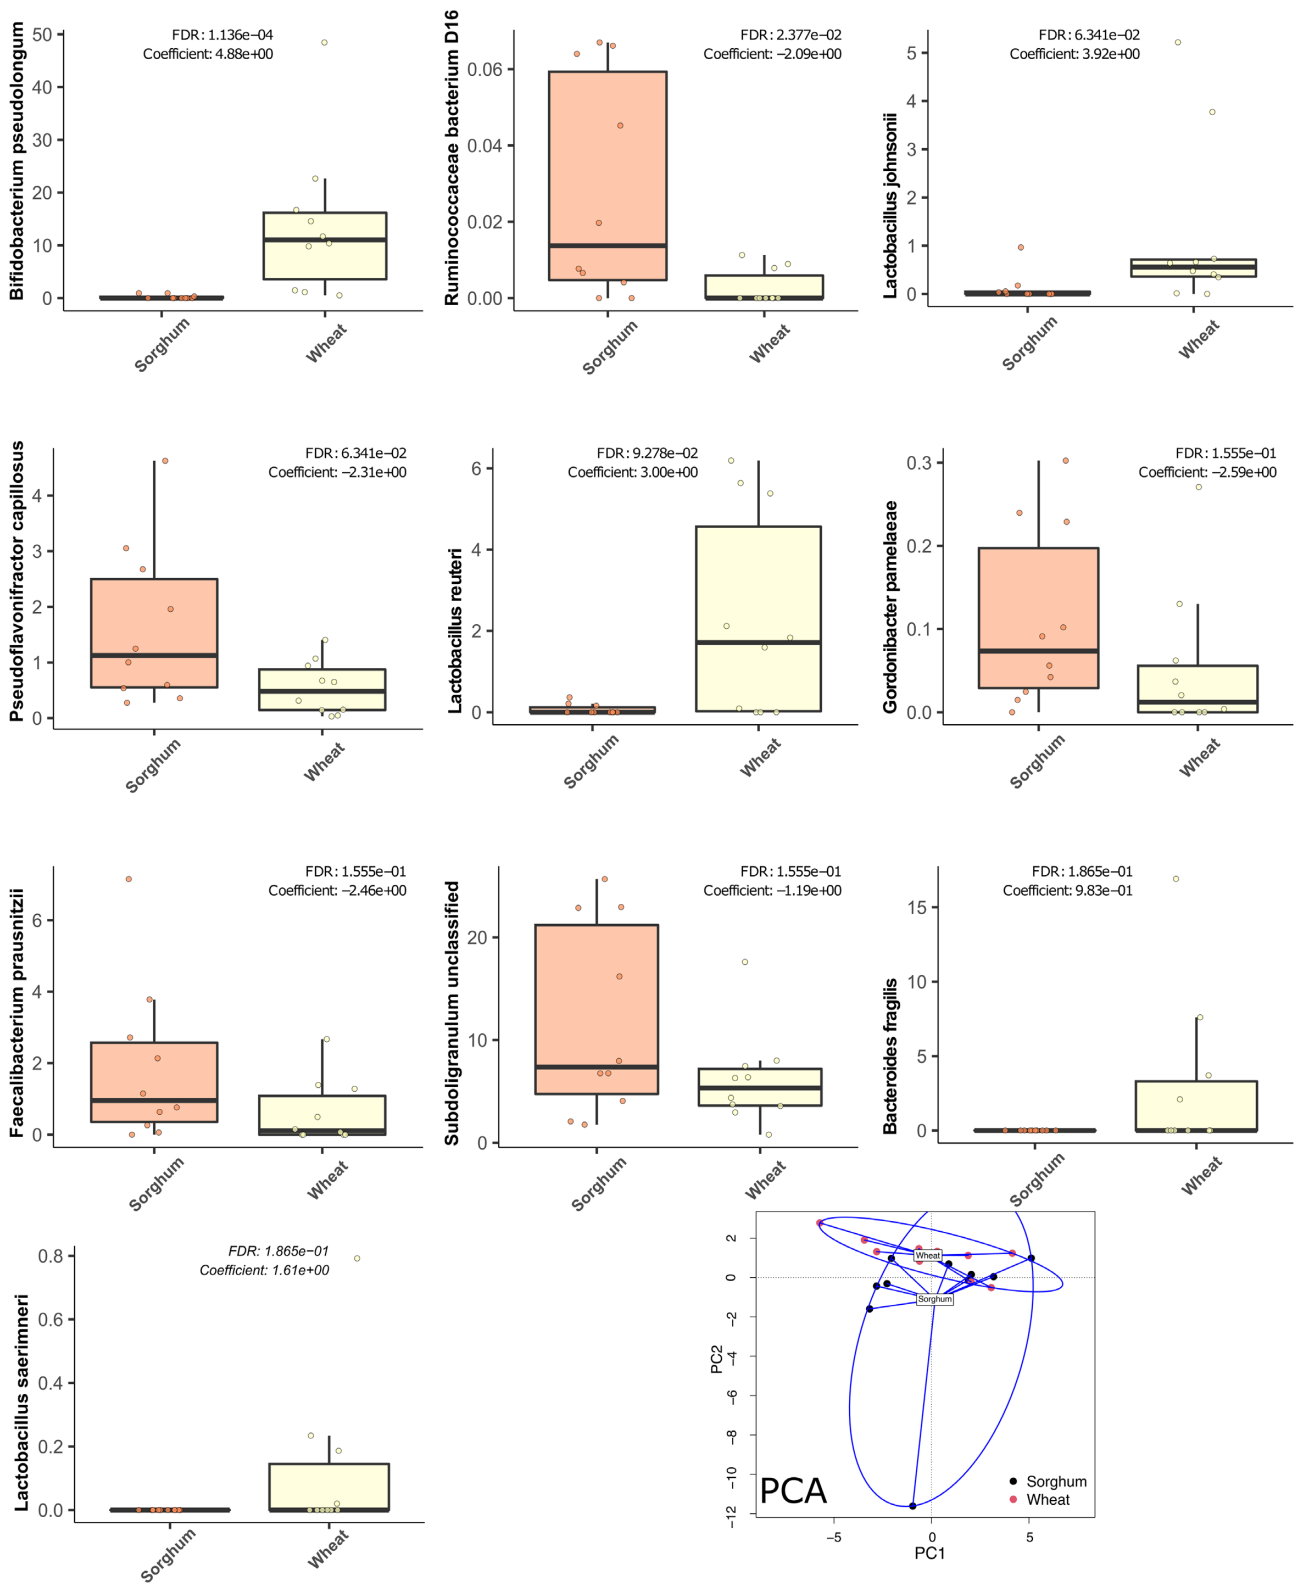 Bifidobacterium pseudolongum
FDR: 1.136e−04
Coefficient: 4.88e+00
50
40
30
20
10
0
Sorghum
Wheat
Ruminococcaceae bacterium D16
FDR: 2.377e−02
Coefficient: −2.09e+00
0.06
0.04
0.02
0.00
Sorghum
Wheat
Lactobacillus johnsonii
FDR: 6.341e−02
Coefficient: 3.92e+00
5
4
3
2
1
0
Sorghum
Wheat
Pseudoflavonifractor capillosus
FDR: 6.341e−02
Coefficient: −2.31e+00
4
3
2
1
0
Sorghum
Wheat
Lactobacillus reuteri
FDR: 9.278e−02
Coefficient: 3.00e+00
6
4
2
0
Sorghum
Wheat
Gordonibacter pamelaeae
FDR: 1.555e−01
Coefficient: −2.59e+00
0.3
0.2
0.1
0.0
Sorghum
Wheat
Faecalibacterium prausnitzii
FDR: 1.555e−01
Coefficient: −2.46e+00
6
4
2
0
Sorghum
Wheat
Subdoligranulum unclassified
FDR: 1.555e−01
Coefficient: −1.19e+00
20
10
0
Sorghum
Wheat
Bacteroides fragilis
FDR: 1.865e−01
Coefficient: 9.83e−01
15
10
5
0
Sorghum
Wheat
Lactobacillus saerimneri
FDR: 1.865e−01
Coefficient: 1.61e+00
0.8
0.6
0.4
0.2
0.0
Sorghum
Wheat
PC2
2
0
−2
−4
−6
−8
−10
−12
Wheat
Sorghum
PCA
Sorghum
Wheat
−5
0
5
PC1